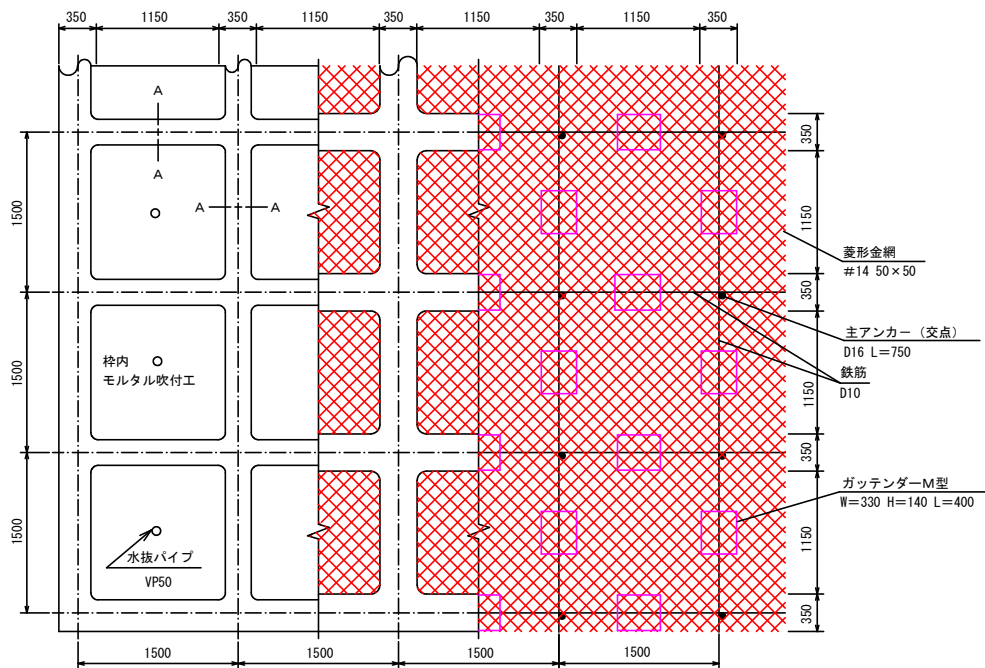 350 1150 350 1150 350 1150 350 1150 350
A
A
A A
1500
1500
1500
枠内
モルタル吹付工
水抜パイプ
VP50
350
1150
350
1150
350
1150
350
菱形金網
#14 50×50
主アンカー（交点）
D16 L=750
鉄筋
D10
ガッテンダーM型
W=330 H=140 L=400
1500 1500 1500 1500